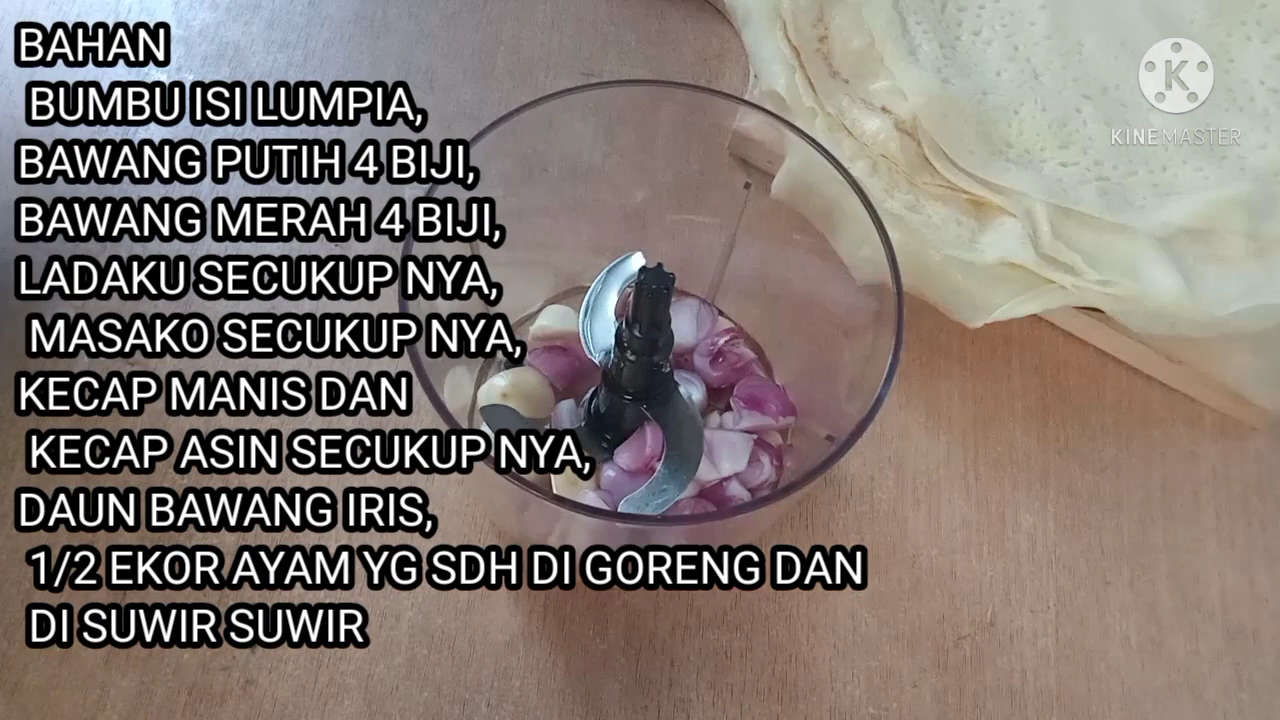 BAHAN
BUMBU ISI LUMPIA,
BAWANG PUTIH 4 BIJI,
BAWANG MERAH 4 BIJI,
LADAKU SECUKUP NYA,
MASAKO SECUKUP NYA,
KECAP MANIS DAN
KECAP ASIN SECUKUP NYA,
DAUN BAWANG IRIS,
1/2 EKOR AYAM YG SDH DI GORENG DAN
DI SUWIR SUWIR
K
KINEMASTER